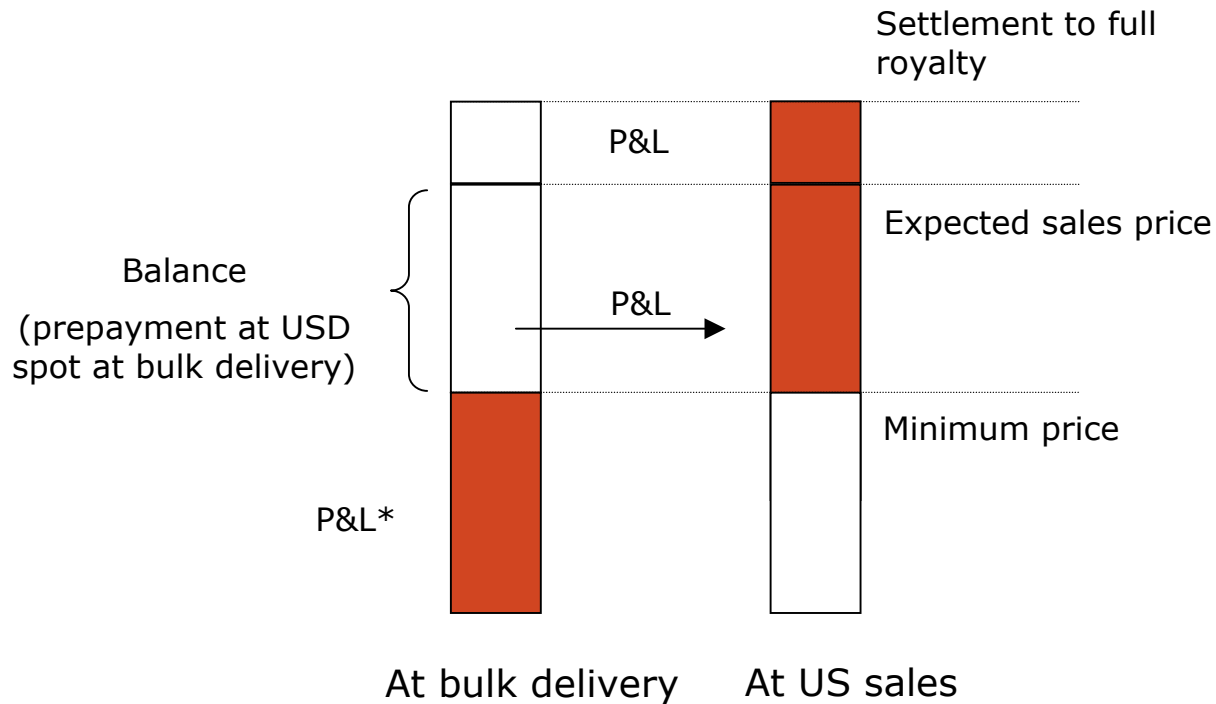 Settlement to full
royalty
P&L
Expected sales price
Balance
(prepayment at USD
spot at bulk delivery)
P&L
Minimum price
P&L*
At bulk delivery
At US sales